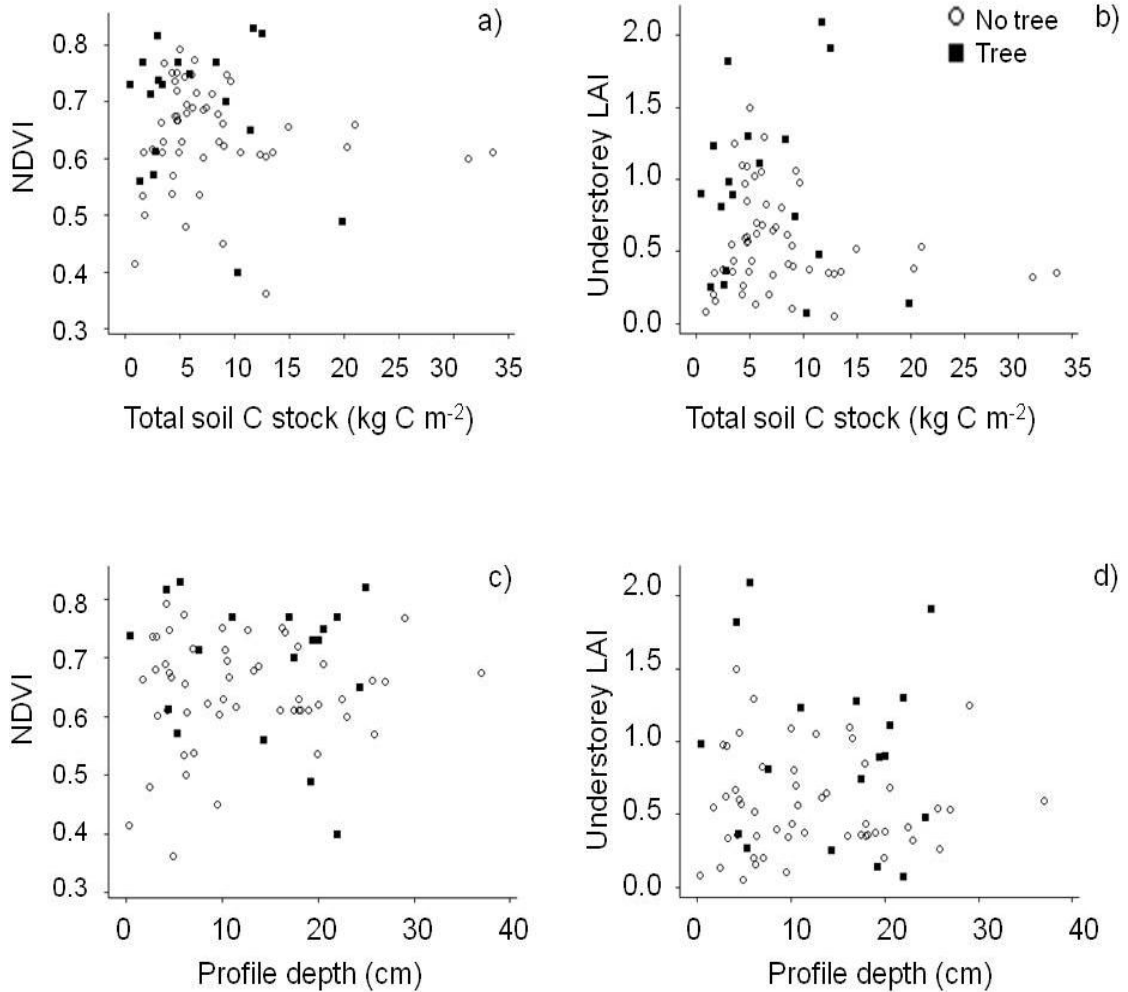 a)
0.8
0.7
0.6
0.5
0.4
0.3
NDVI
0 5 10 15 20 25 30 35
Total soil C stock (kg C m-2)
b)
No tree
Tree
2.0
1.5
1.0
0.5
0.0
Understorey LAI
0 5 10 15 20 25 30 35
Total soil C stock (kg C m-2)
c)
0.8
0.7
0.6
0.5
0.4
0.3
NDVI
0 10 20 30 40
Profile depth (cm)
d)
2.0
1.5
1.0
0.5
0.0
Understorey LAI
0 10 20 30 40
Profile depth (cm)